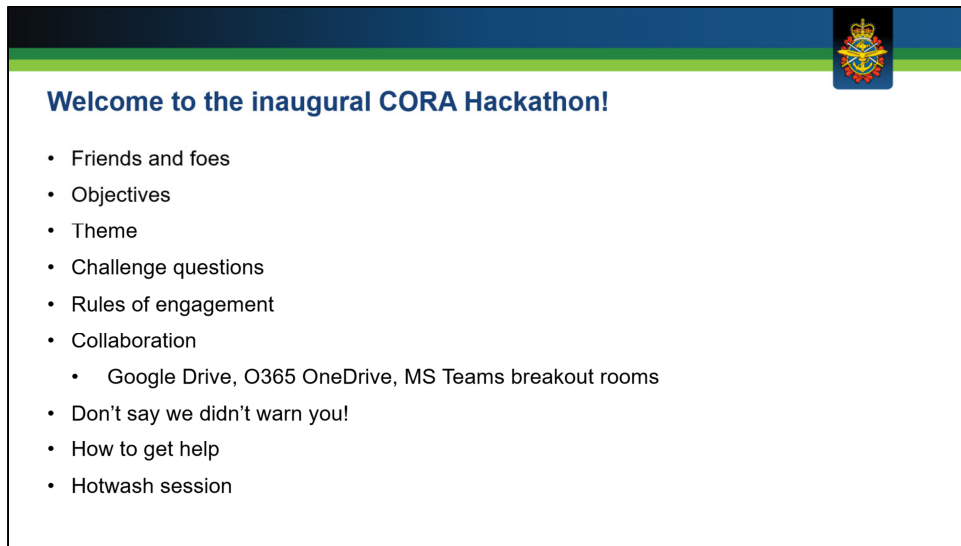 Welcome to the inaugural CORA Hackathon!
• Friends and foes
• Objectives
• Theme
• Challenge questions
• Rules of engagement
• Collaboration
• Google Drive, O365 OneDrive, MS Teams breakout rooms
• Don’t say we didn’t warn you!
• How to get help
• Hotwash session